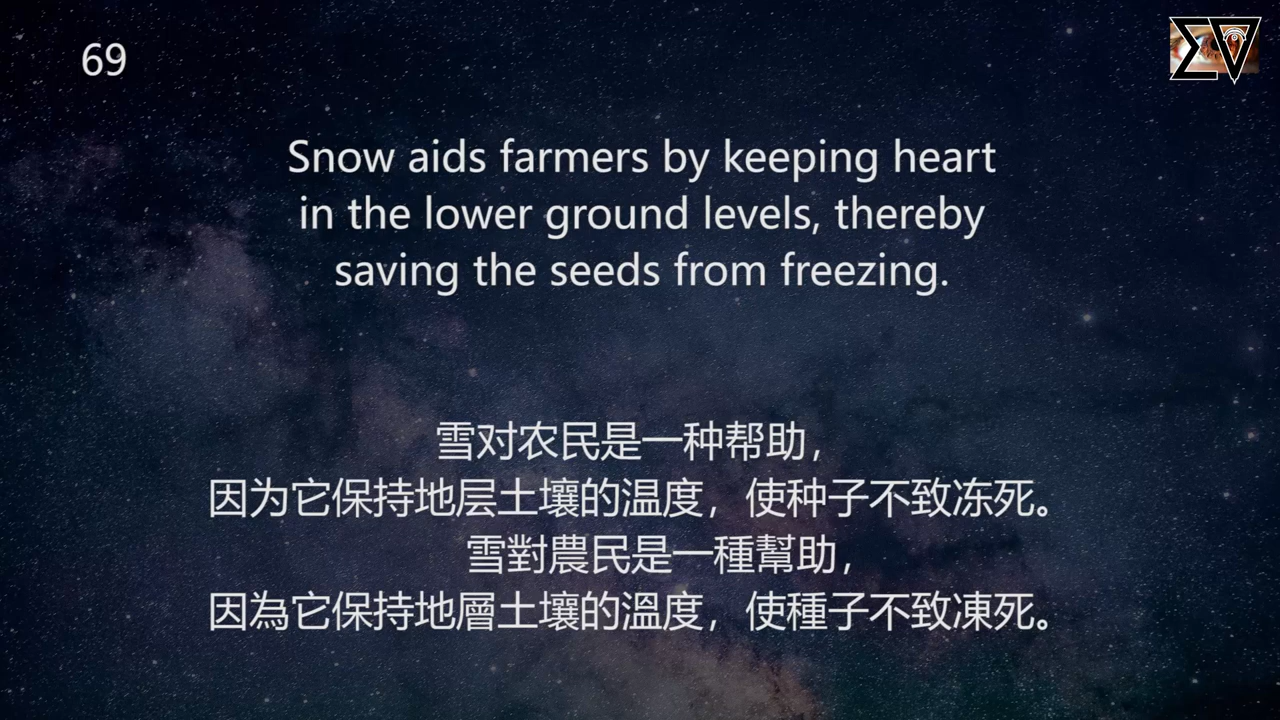 69
Snow aids farmers by keeping heart
in the lower ground levels, thereby
saving the seeds from freezing.
雪对农民是一种帮助，
因为它保持地层土壤的温度，使种子不致冻死。
雪對農民是一種幫助，
因為它保持地層土壤的溫度，使種子不致凍死。